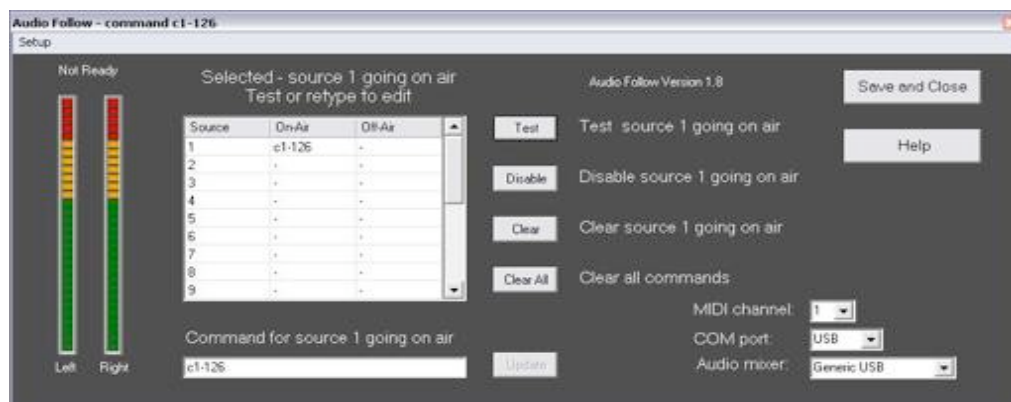 Audio Follow - command c1-126
Setup
Not Ready
Left Right
Selected - source 1 going on air
Test or retype to edit
Source On-Air Off-Air
1 c1-126 -
2 - -
3 - -
4 - -
5 - -
6 - -
7 - -
8 - -
9 - -
Command for source 1 going on air
c1-126
Update
Audio Follow Version 1.8
Test Test source 1 going on air
Disable Disable source 1 going on air
Clear Clear source 1 going on air
Clear All Clear all commands
Save and Close
Help
MIDI channel: 1
COM port: USB
Audio mixer: Generic USB